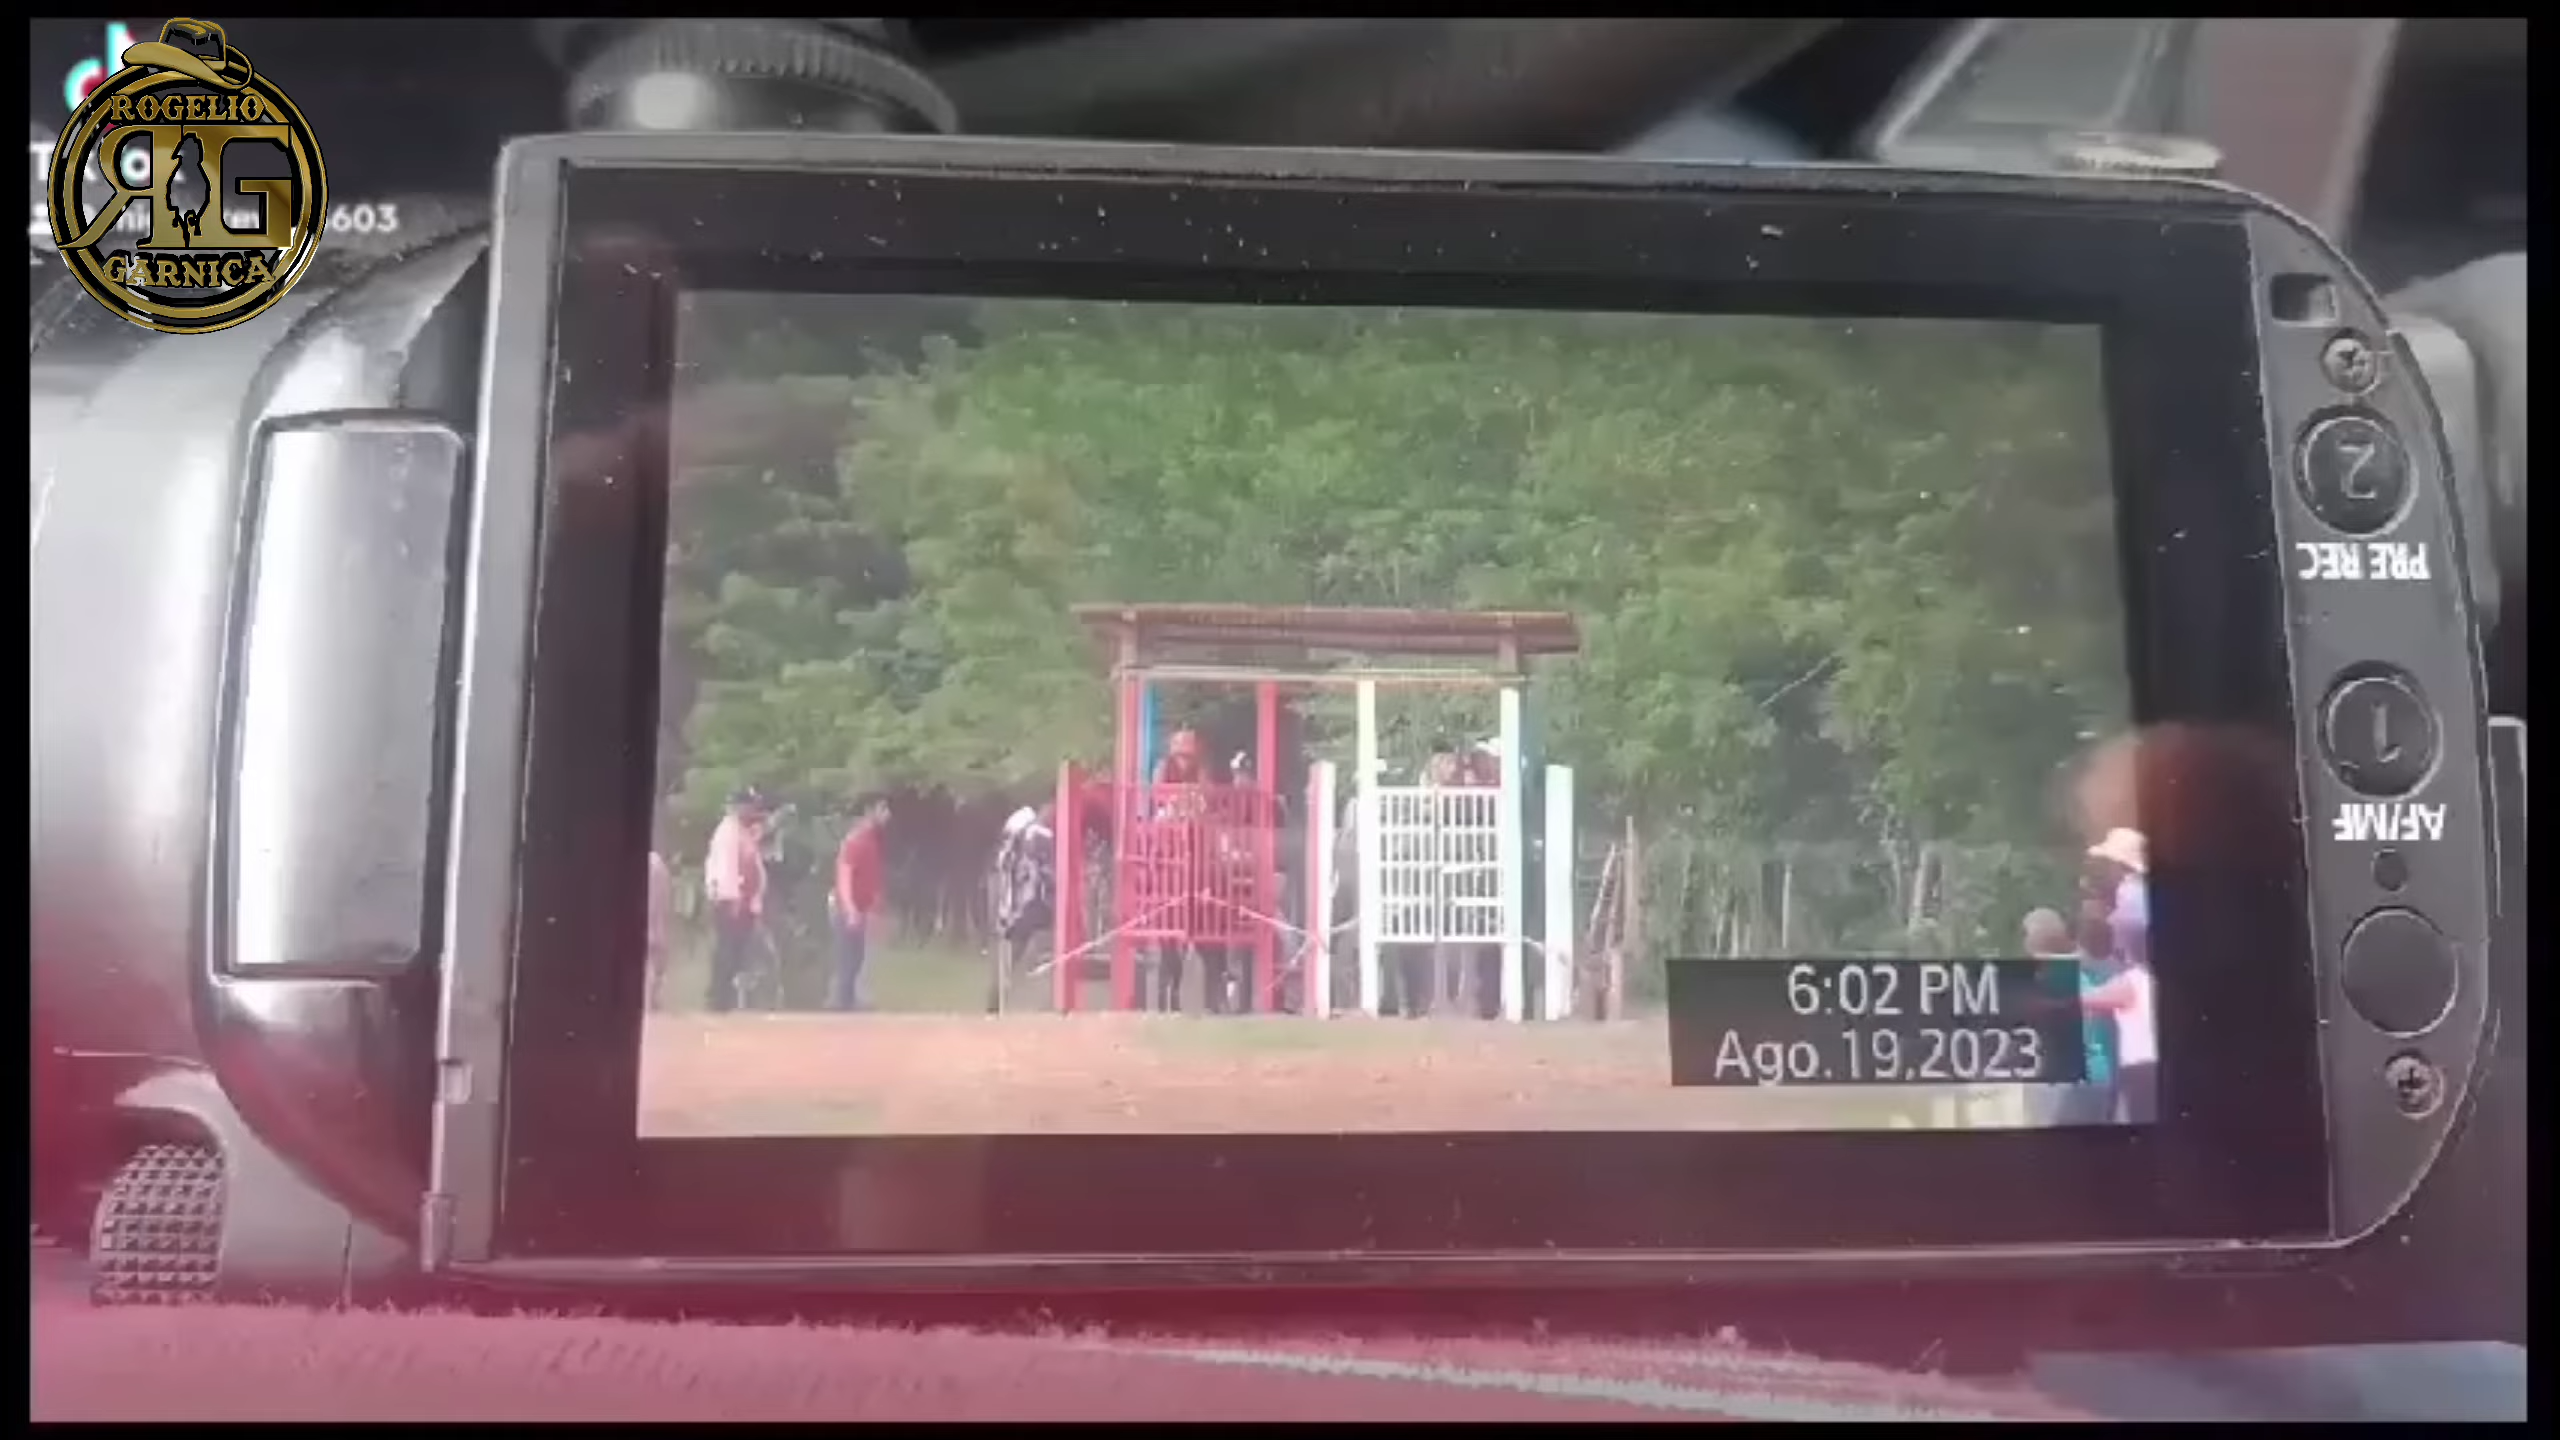 ROGELIO
RG
GARNICA
603
2
PRE REC
1
AF/MF
6:02 PM
Ago.19.2023